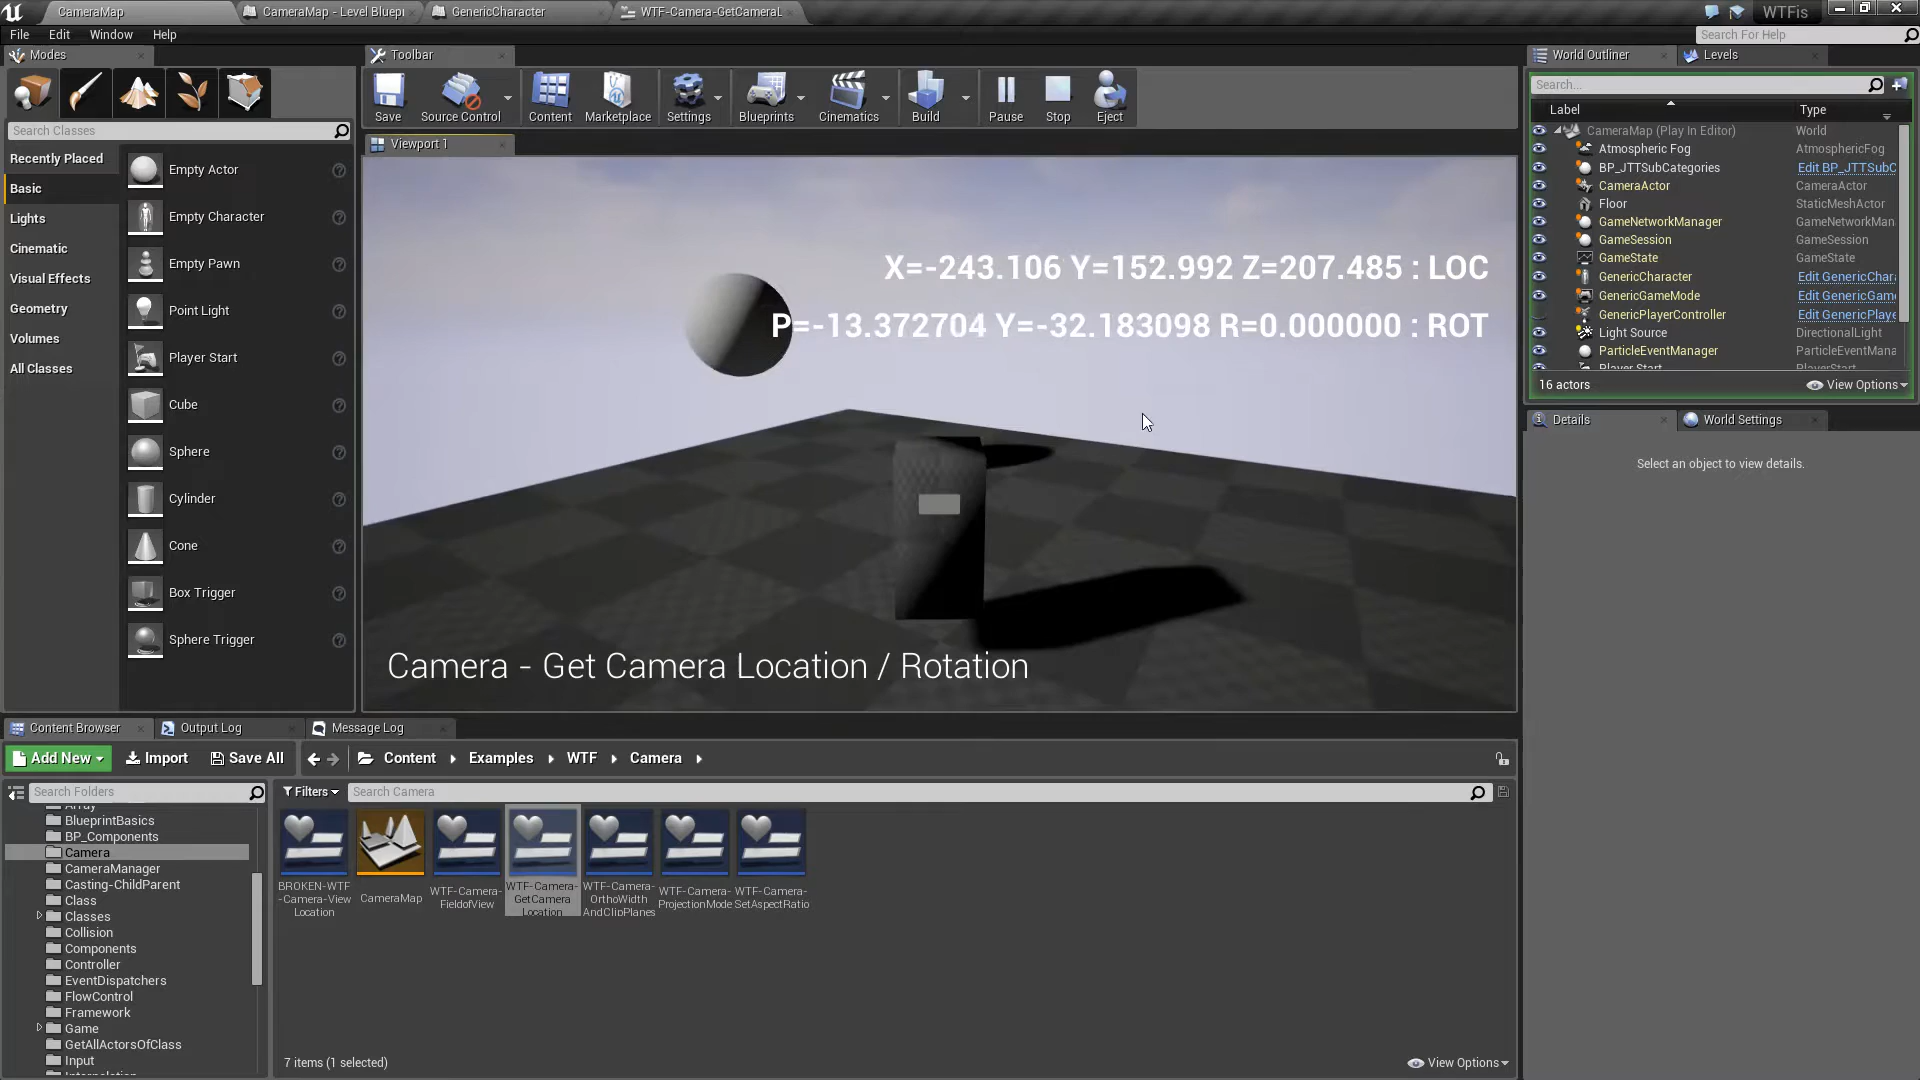 CameraMap
CameraMap - Level Bluepri
GenericCharacter
WTF-Camera-GetCameraL
WTFis
File Edit Window Help
Search For Help
Modes
Toolbar
World Outliner
Levels
Save
Source Control
Content
Marketplace
Settings
Blueprints
Cinematics
Build
Pause
Stop
Eject
Search Classes
Recently Placed
Basic
Lights
Cinematic
Visual Effects
Geometry
Volumes
All Classes
Empty Actor
Empty Character
Empty Pawn
Point Light
Player Start
Cube
Sphere
Cylinder
Cone
Box Trigger
Sphere Trigger
Viewport 1
X=-243.106 Y=152.992 Z=207.485 : LOC
P=-13.372704 Y=-32.183098 R=0.000000 : ROT
Camera - Get Camera Location / Rotation
Search...
Label Type
CameraMap (Play In Editor) World
Atmospheric Fog AtmosphericFog
BP_JTTSubCategories Edit BP_JTTSubC
CameraActor CameraActor
Floor StaticMeshActor
GameNetworkManager GameNetworkMan
GameSession GameSession
GameState GameState
GenericCharacter Edit GenericChara
GenericGameMode Edit GenericGame
GenericPlayerController Edit GenericPlaye
Light Source DirectionalLight
ParticleEventManager ParticleEventMana
Player Start PlayerStart
16 actors
View Options
Details
World Settings
Select an object to view details.
Content Browser
Output Log
Message Log
Add New
Import
Save All
Content
Examples
WTF
Camera
Search Folders
Filters
Search Camera
Array
BlueprintBasics
BP_Components
Camera
CameraManager
Casting-ChildParent
Class
Classes
Collision
Components
Controller
EventDispatchers
FlowControl
Framework
Game
GetAllActorsOfClass
Input
BROKEN-WTF
-Camera-View
Location
CameraMap
WTF-Camera-
FieldofView
WTF-Camera-
GetCamera
Location
WTF-Camera-
OrthoWidth
AndClipPlanes
WTF-Camera-
ProjectionMode
WTF-Camera-
SetAspectRatio
7 items (1 selected)
View Options